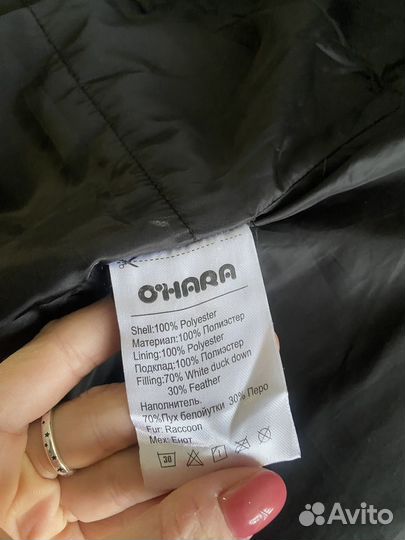 O'HARA
Shell:100% Polyester
Материал:100% Полиэстер
Lining:100% Polyester
Подклад:100% Полиэстер
Filling:70% White duck down
30% Feather
Наполнитель
70%Пух белойутки 30% Перо
Fur: Raccoon
Мех: Енот
30
Avito